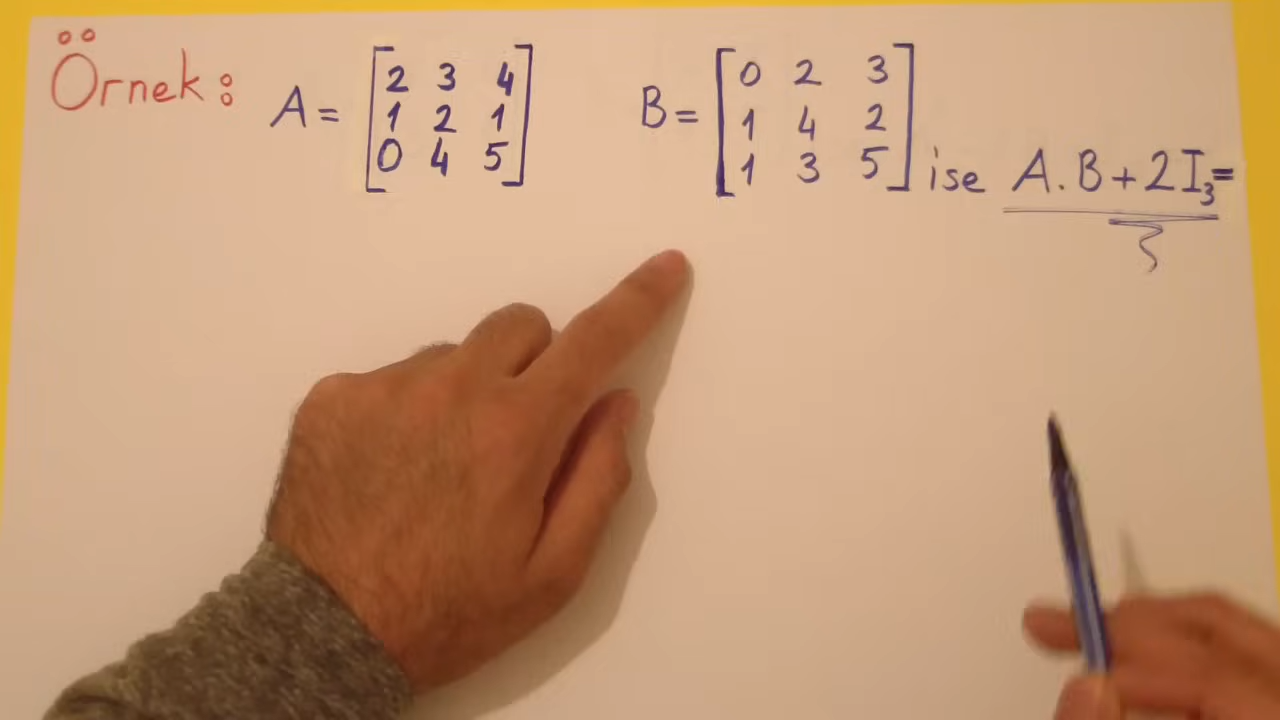 Örnek: A = [2 3 4 B = [0 2 3
1 2 1 1 4 2
0 4 5] 1 3 5] ise A.B+2I₃=